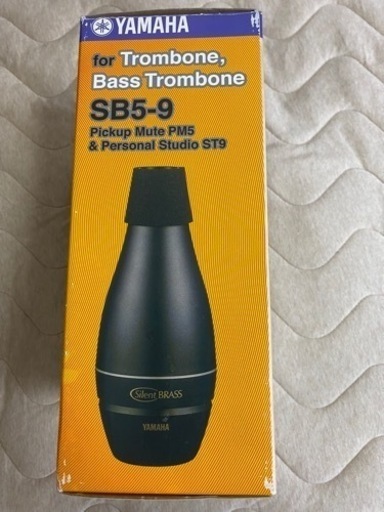 YAMAHA
for Trombone,
Bass Trombone
SB5-9
Pickup Mute PM5
& Personal Studio ST9
Silent BRASS
YAMAHA